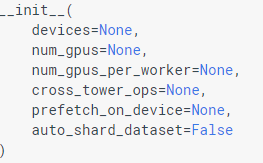 __init__(
devices=None,
num_gpus=None,
num_gpus_per_worker=None,
cross_tower_ops=None,
prefetch_on_device=None,
auto_shard_dataset=False
)